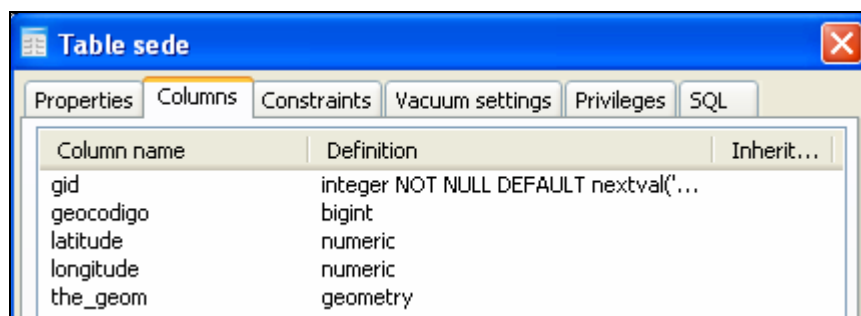 Table sede
Properties Columns Constraints Vacuum settings Privileges SQL
Column name Definition Inherit...
gid integer NOT NULL DEFAULT nextval('...
geocodigo bigint
latitude numeric
longitude numeric
the_geom geometry